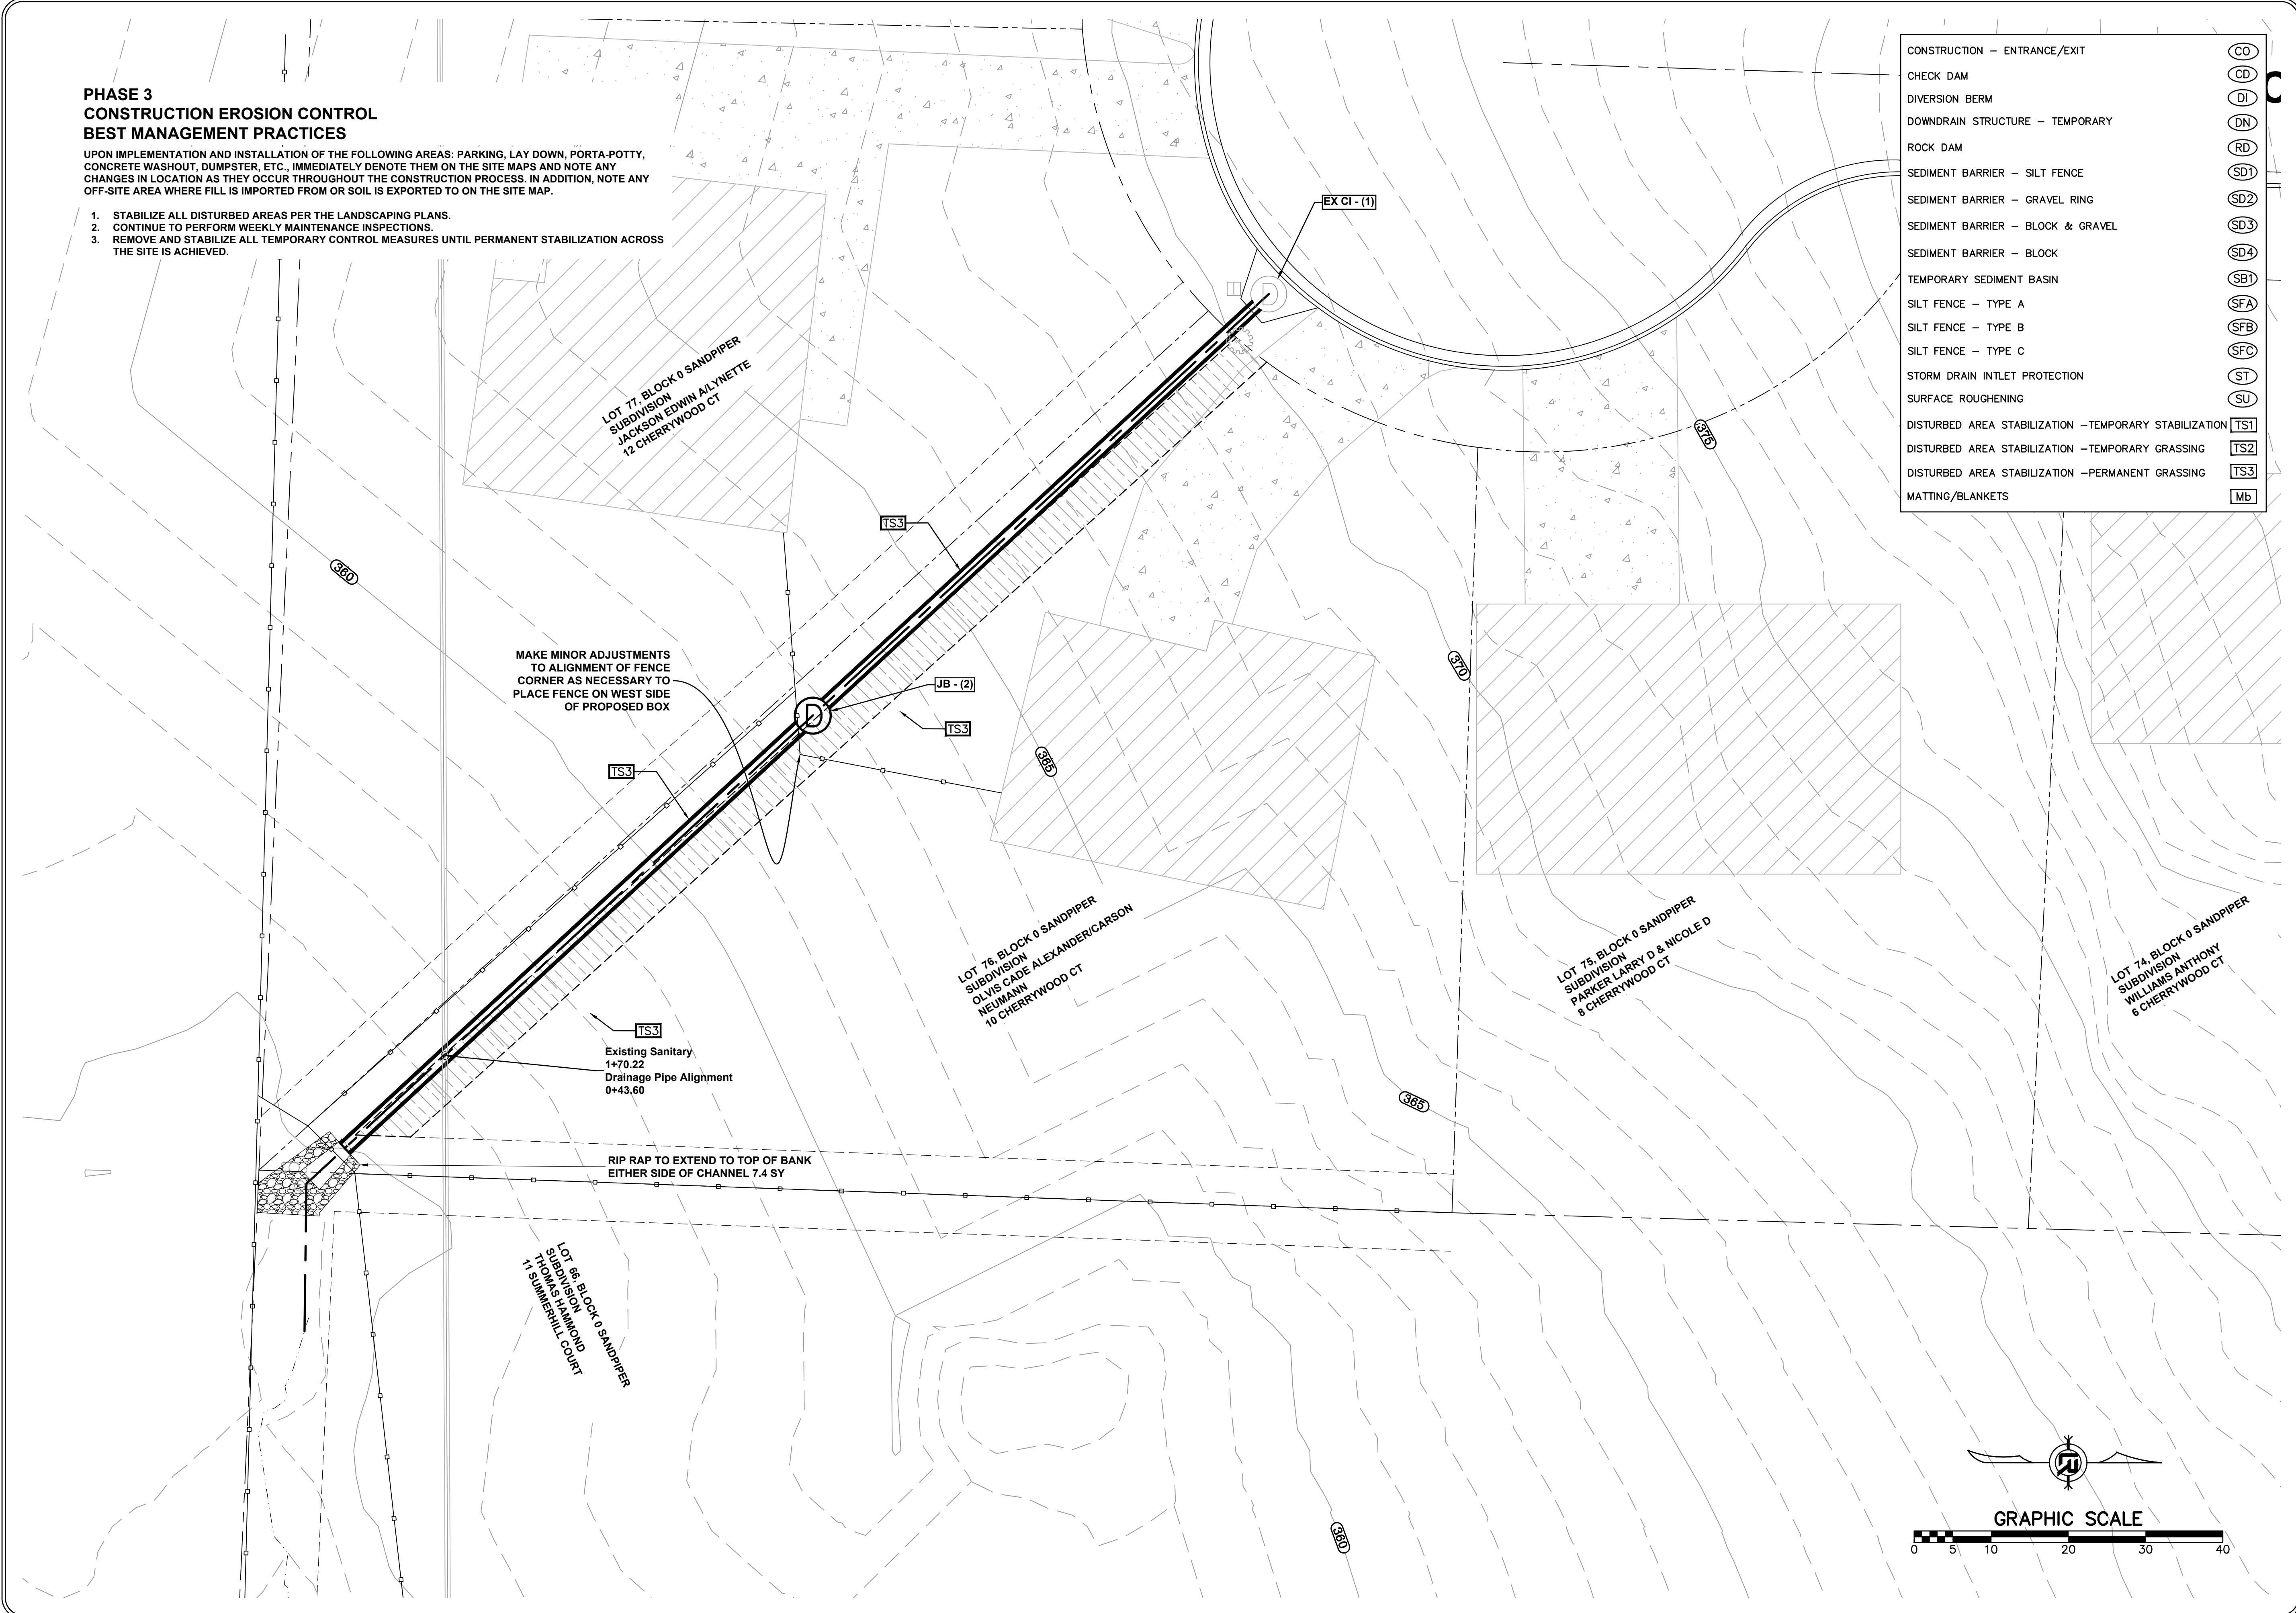 PHASE 3
CONSTRUCTION EROSION CONTROL
BEST MANAGEMENT PRACTICES
UPON IMPLEMENTATION AND INSTALLATION OF THE FOLLOWING AREAS: PARKING, LAY DOWN, PORTA-POTTY,
CONCRETE WASHOUT, DUMPSTER, ETC., IMMEDIATELY DENOTE THEM ON THE SITE MAPS AND NOTE ANY
CHANGES IN LOCATION AS THEY OCCUR THROUGHOUT THE CONSTRUCTION PROCESS. IN ADDITION, NOTE ANY
OFF-SITE AREA WHERE FILL IS IMPORTED FROM OR SOIL IS EXPORTED TO ON THE SITE MAP.
1. STABILIZE ALL DISTURBED AREAS PER THE LANDSCAPING PLANS.
2. CONTINUE TO PERFORM WEEKLY MAINTENANCE INSPECTIONS.
3. REMOVE AND STABILIZE ALL TEMPORARY CONTROL MEASURES UNTIL PERMANENT STABILIZATION ACROSS
THE SITE IS ACHIEVED.
CONSTRUCTION – ENTRANCE/EXIT CO
CHECK DAM CD
DIVERSION BERM DI
DOWNDRAIN STRUCTURE – TEMPORARY DN
ROCK DAM RD
SEDIMENT BARRIER – SILT FENCE SD1
SEDIMENT BARRIER – GRAVEL RING SD2
SEDIMENT BARRIER – BLOCK & GRAVEL SD3
SEDIMENT BARRIER – BLOCK SD4
TEMPORARY SEDIMENT BASIN SB1
SILT FENCE – TYPE A SFA
SILT FENCE – TYPE B SFB
SILT FENCE – TYPE C SFC
STORM DRAIN INTLET PROTECTION ST
SURFACE ROUGHENING SU
DISTURBED AREA STABILIZATION –TEMPORARY STABILIZATION TS1
DISTURBED AREA STABILIZATION –TEMPORARY GRASSING TS2
DISTURBED AREA STABILIZATION –PERMANENT GRASSING TS3
MATTING/BLANKETS Mb
C
EX CI - (1)
D
LOT 77, BLOCK 0 SANDPIPER
SUBDIVISION
JACKSON EDWIN A/LYNETTE
12 CHERRYWOOD CT
375
TS3
360
370
MAKE MINOR ADJUSTMENTS
TO ALIGNMENT OF FENCE
CORNER AS NECESSARY TO
PLACE FENCE ON WEST SIDE
OF PROPOSED BOX
JB - (2)
D
TS3
365
TS3
LOT 76, BLOCK 0 SANDPIPER
SUBDIVISION
OLVIS CADE ALEXANDER/CARSON
NEUMANN
10 CHERRYWOOD CT
LOT 75, BLOCK 0 SANDPIPER
SUBDIVISION
PARKER LARRY D & NICOLE D
8 CHERRYWOOD CT
LOT 74, BLOCK 0 SANDPIPER
SUBDIVISION
WILLIAMS ANTHONY
6 CHERRYWOOD CT
TS3
Existing Sanitary
1+70.22
Drainage Pipe Alignment
0+43.60
365
RIP RAP TO EXTEND TO TOP OF BANK
EITHER SIDE OF CHANNEL 7.4 SY
LOT 66, BLOCK 0 SANDPIPER
SUBDIVISION
THOMAS HAMMOND
11 SUMMERHILL COURT
360
GRAPHIC SCALE
0 5 10 20 30 40